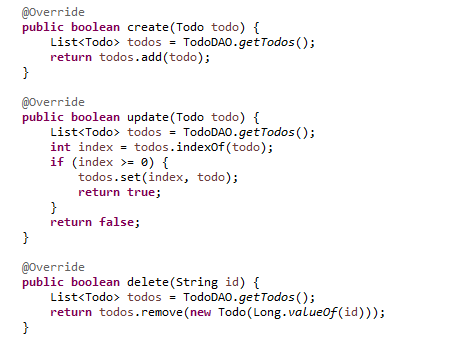 @Override
public boolean create(Todo todo) {
    List<Todo> todos = TodoDAO.getTodos();
    return todos.add(todo);
}
@Override
public boolean update(Todo todo) {
    List<Todo> todos = TodoDAO.getTodos();
    int index = todos.indexOf(todo);
    if (index >= 0) {
        todos.set(index, todo);
        return true;
    }
    return false;
}
@Override
public boolean delete(String id) {
    List<Todo> todos = TodoDAO.getTodos();
    return todos.remove(new Todo(Long.valueOf(id)));
}